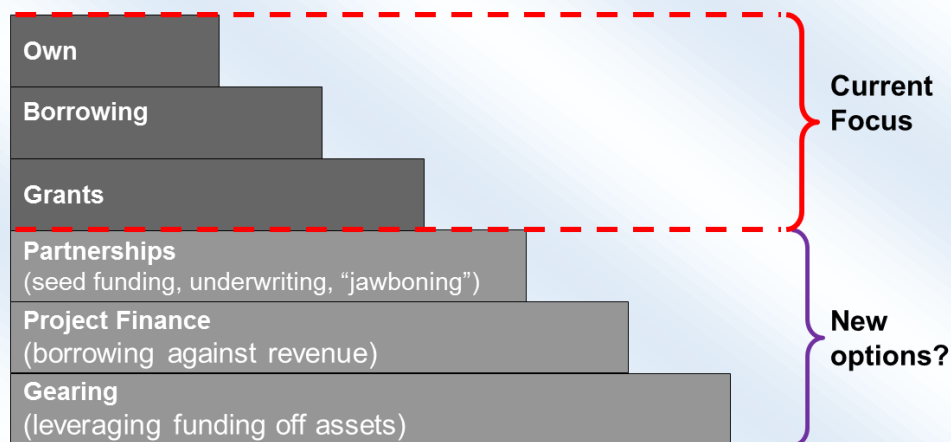 Own
Borrowing
Grants
Partnerships
(seed funding, underwriting, “jawboning”)
Project Finance
(borrowing against revenue)
Gearing
(leveraging funding off assets)
Current
Focus
New
options?